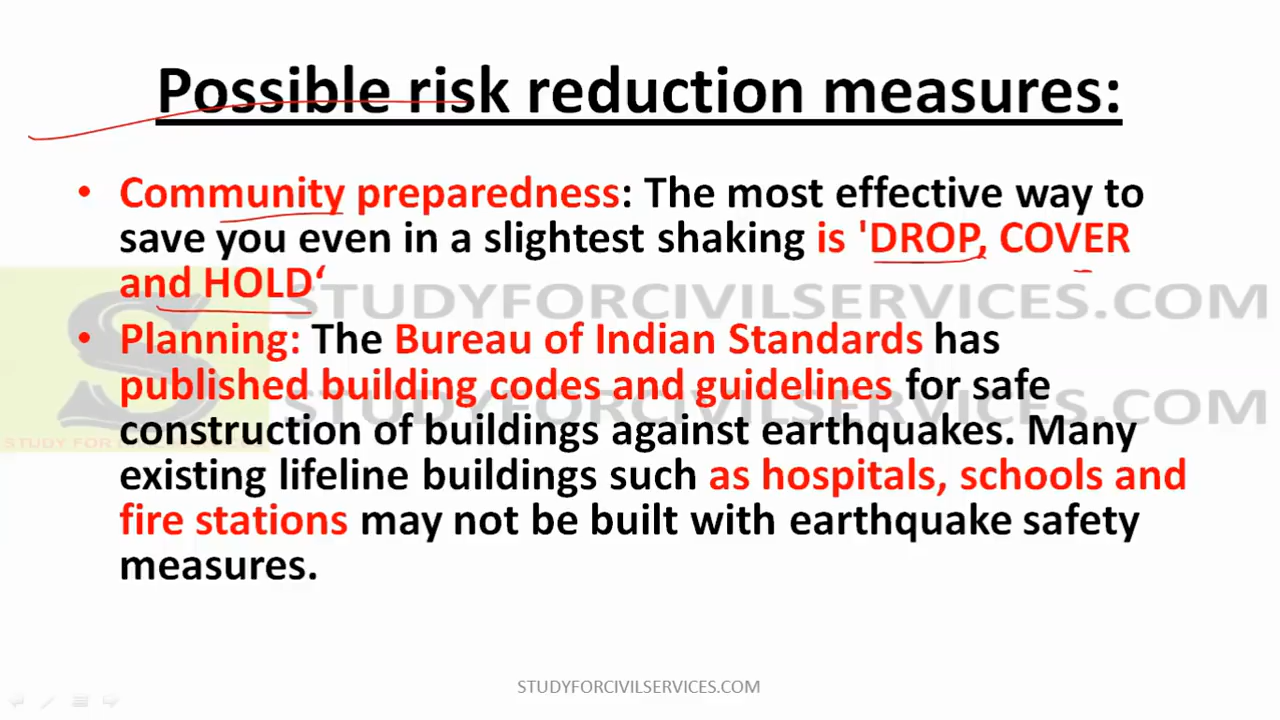 Possible risk reduction measures:
• Community preparedness: The most effective way to
save you even in a slightest shaking is 'DROP, COVER
and HOLD‘
STUDYFORCIVILSERVICES.COM
• Planning: The Bureau of Indian Standards has
published building codes and guidelines for safe
STUDYFORCIVILSERVICES.COM
construction of buildings against earthquakes. Many
existing lifeline buildings such as hospitals, schools and
fire stations may not be built with earthquake safety
measures.
STUDYFORCIVILSERVICES.COM